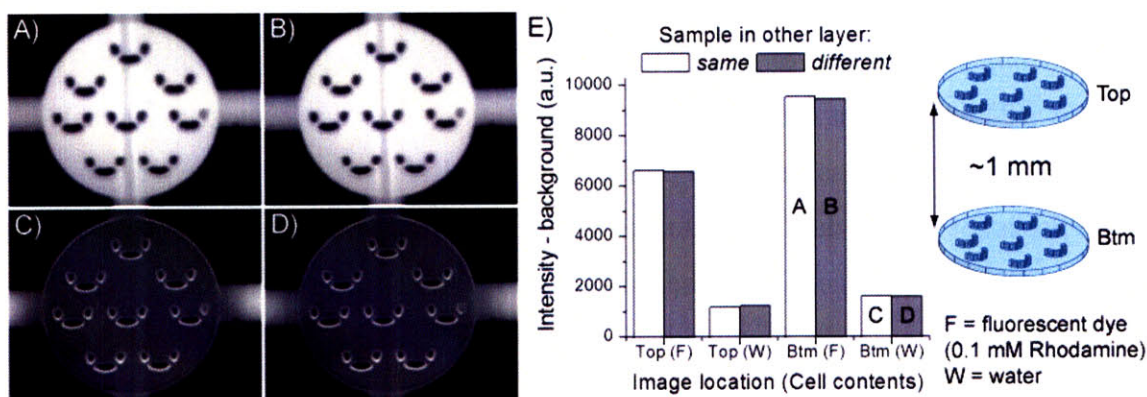 A)
B)
C)
D)
E)
Sample in other layer:
same
different
Intensity - background (a.u.)
10000
8000
6000
4000
2000
0
A
B
C
D
Top (F)
Top (W)
Btm (F)
Btm (W)
Image location (Cell contents)
Top
~1 mm
Btm
F = fluorescent dye
(0.1 mM Rhodamine)
W = water